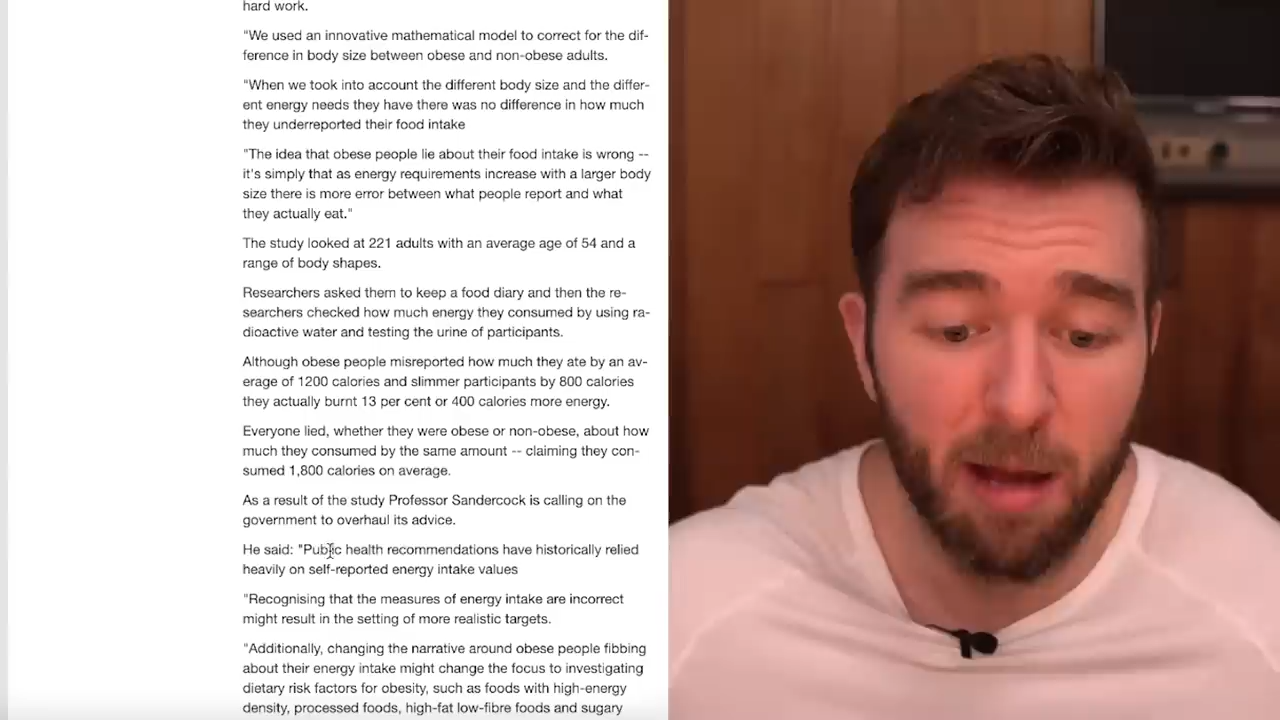 hard work.
"We used an innovative mathematical model to correct for the dif-
ference in body size between obese and non-obese adults.
"When we took into account the different body size and the differ-
ent energy needs they have there was no difference in how much
they underreported their food intake
"The idea that obese people lie about their food intake is wrong --
it's simply that as energy requirements increase with a larger body
size there is more error between what people report and what
they actually eat."
The study looked at 221 adults with an average age of 54 and a
range of body shapes.
Researchers asked them to keep a food diary and then the re-
searchers checked how much energy they consumed by using ra-
dioactive water and testing the urine of participants.
Although obese people misreported how much they ate by an av-
erage of 1200 calories and slimmer participants by 800 calories
they actually burnt 13 per cent or 400 calories more energy.
Everyone lied, whether they were obese or non-obese, about how
much they consumed by the same amount -- claiming they con-
sumed 1,800 calories on average.
As a result of the study Professor Sandercock is calling on the
government to overhaul its advice.
He said: "Public health recommendations have historically relied
heavily on self-reported energy intake values
"Recognising that the measures of energy intake are incorrect
might result in the setting of more realistic targets.
"Additionally, changing the narrative around obese people fibbing
about their energy intake might change the focus to investigating
dietary risk factors for obesity, such as foods with high-energy
density, processed foods, high-fat low-fibre foods and sugary